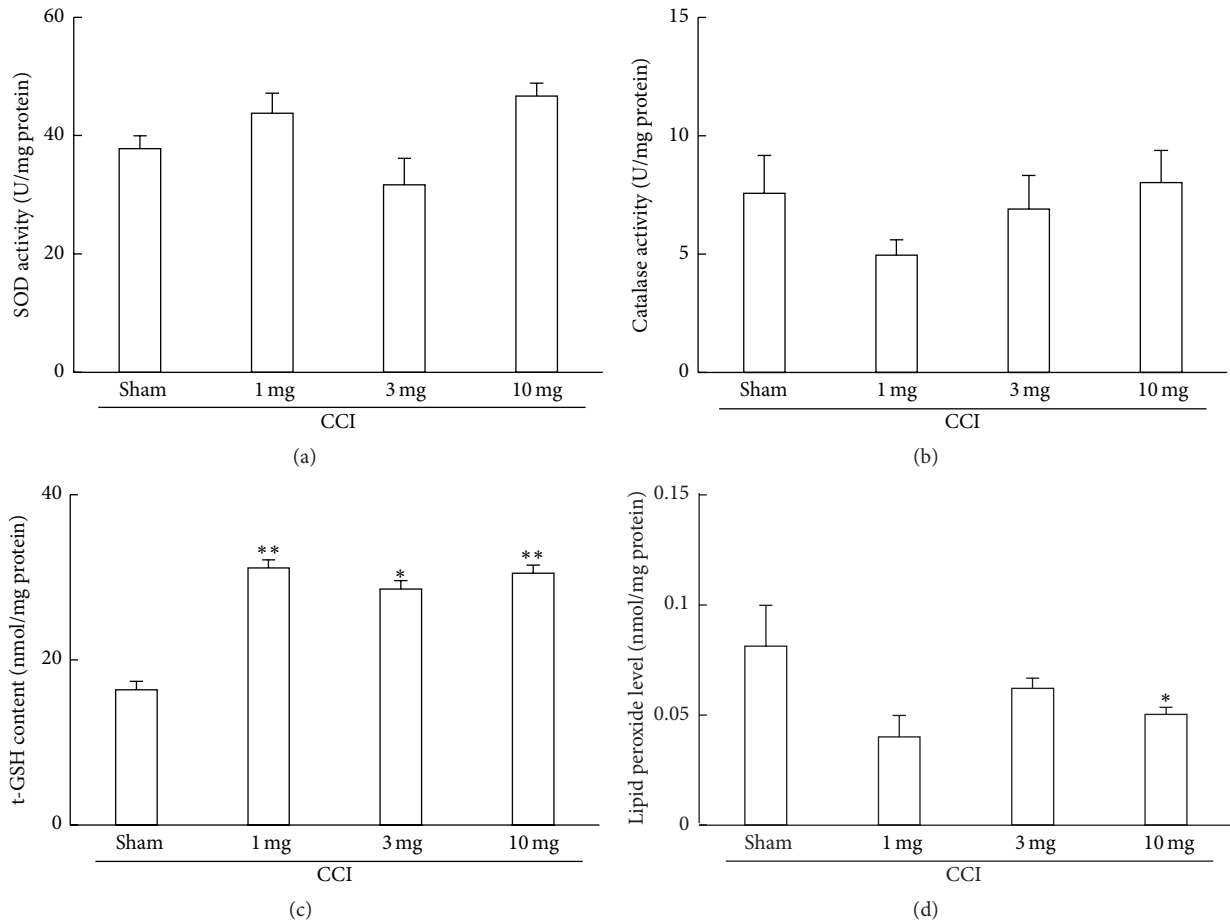 60
40
20
0
SOD activity (U/mg protein)
Sham 1 mg 3 mg 10 mg
CCI
(a)
15
10
5
0
Catalase activity (U/mg protein)
Sham 1 mg 3 mg 10 mg
CCI
(b)
40
20
0
t-GSH content (nmol/mg protein)
** * **
Sham 1 mg 3 mg 10 mg
CCI
(c)
0.15
0.1
0.05
0
Lipid peroxide level (nmol/mg protein)
*
Sham 1 mg 3 mg 10 mg
CCI
(d)